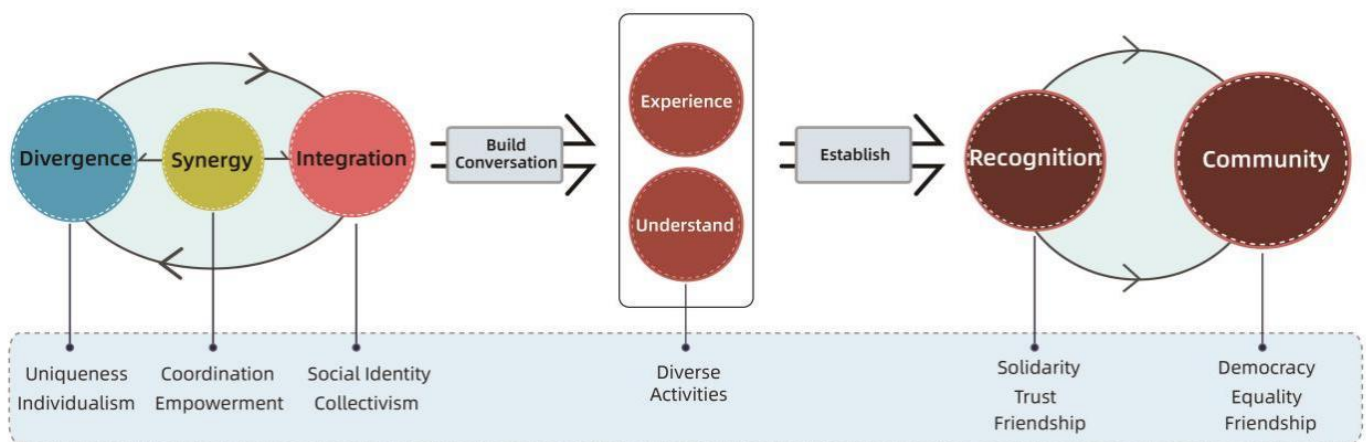 Divergence
Synergy
Integration
Build
Conversation
Experience
Understand
Establish
Recognition
Community
Uniqueness
Individualism
Coordination
Empowerment
Social Identity
Collectivism
Diverse
Activities
Solidarity
Trust
Friendship
Democracy
Equality
Friendship